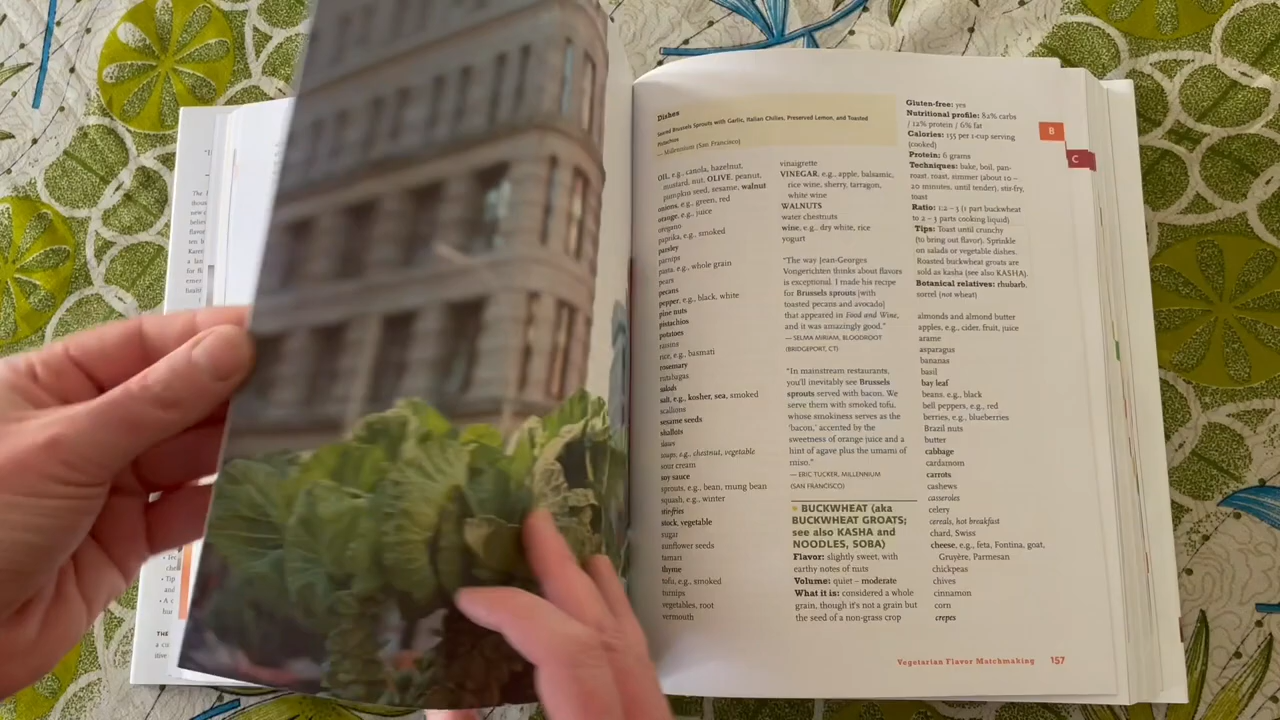 Dishes
Seared Brussels Sprouts with Garlic, Italian Chilies, Preserved Lemon, and Toasted
Pistachios
— Millennium (San Francisco)
OIL, e.g., canola, hazelnut,
mustard, nut, OLIVE, peanut,
pumpkin seed, sesame, walnut
onions, e.g., green, red
orange, e.g., juice
oregano
paprika, e.g., smoked
parsley
parsnips
pasta, e.g., whole grain
pears
pecans
pepper, e.g., black, white
pine nuts
pistachios
potatoes
raisins
rice, e.g., basmati
rosemary
rutabagas
salads
salt, e.g., kosher, sea, smoked
scallions
sesame seeds
shallots
slaws
soups, e.g., chestnut, vegetable
sour cream
soy sauce
sprouts, e.g., bean, mung bean
squash, e.g., winter
stir-fries
stock, vegetable
sugar
sunflower seeds
tamari
thyme
tofu, e.g., smoked
turnips
vegetables, root
vermouth
vinaigrette
VINEGAR, e.g., apple, balsamic,
rice wine, sherry, tarragon,
white wine
WALNUTS
water chestnuts
wine, e.g., dry white, rice
yogurt
"The way Jean-Georges
Vongerichten thinks about flavors
is exceptional. I made his recipe
for Brussels sprouts [with
toasted pecans and avocado]
that appeared in Food and Wine,
and it was amazingly good."
— SELMA MIRIAM, BLOODROOT
(BRIDGEPORT, CT)
"In mainstream restaurants,
you'll inevitably see Brussels
sprouts served with bacon. We
serve them with smoked tofu,
whose smokiness serves as the
'bacon,' accented by the
sweetness of orange juice and a
hint of agave plus the umami of
miso."
— ERIC TUCKER, MILLENNIUM
(SAN FRANCISCO)
BUCKWHEAT (aka
BUCKWHEAT GROATS;
see also KASHA and
NOODLES, SOBA)
Flavor: slightly sweet, with
earthy notes of nuts
Volume: quiet – moderate
What it is: considered a whole
grain, though it's not a grain but
the seed of a non-grass crop
Gluten-free: yes
Nutritional profile: 82% carbs
/ 12% protein / 6% fat
Calories: 155 per 1-cup serving
(cooked)
Protein: 6 grams
Techniques: bake, boil, pan-
roast, roast, simmer (about 10 –
20 minutes, until tender), stir-fry,
toast
Ratio: 1:2 – 3 (1 part buckwheat
to 2 – 3 parts cooking liquid)
Tips: Toast until crunchy
(to bring out flavor). Sprinkle
on salads or vegetable dishes.
Roasted buckwheat groats are
sold as kasha (see also KASHA).
Botanical relatives: rhubarb,
sorrel (not wheat)
almonds and almond butter
apples, e.g., cider, fruit, juice
arame
asparagus
bananas
basil
bay leaf
beans, e.g., black
bell peppers, e.g., red
berries, e.g., blueberries
Brazil nuts
butter
cabbage
cardamom
carrots
cashews
casseroles
celery
cereals, hot breakfast
chard, Swiss
cheese, e.g., feta, Fontina, goat,
Gruyère, Parmesan
chickpeas
chives
cinnamon
corn
crepes
B
C
Vegetarian Flavor Matchmaking 157